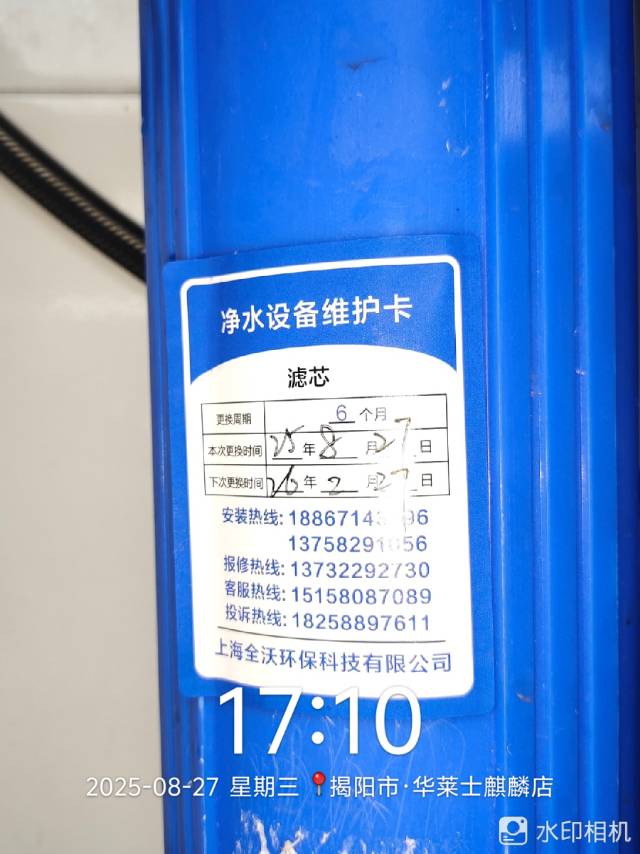 净水设备维护卡
滤芯
更换周期 6 个月
本次更换时间 25 年 8 月 27 日
下次更换时间 26 年 2 月 27 日
安装热线:
报修热线: 13732292730
客服热线: 15158087089
投诉热线: 18258897611
上海全沃环保科技有限公司
17:10
2025-08-27 星期三 揭阳市·华莱士麒麟店
水印相机